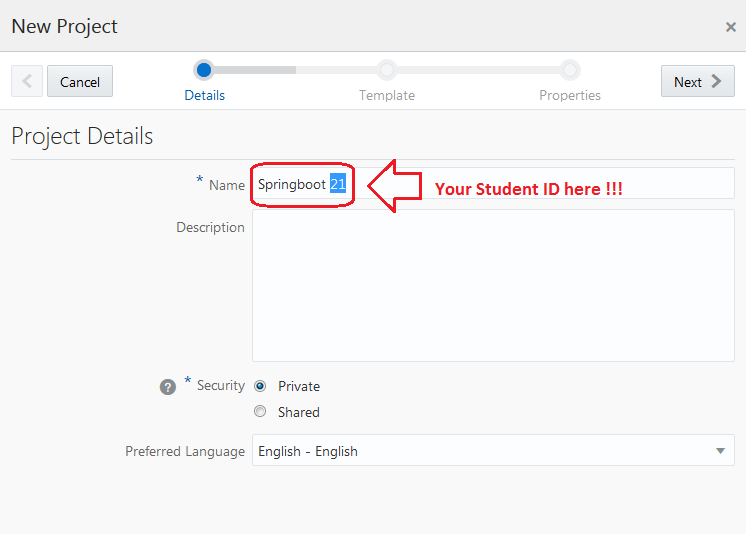 New Project
×
Cancel
Next
Details
Template
Properties
Project Details
* Name
Springboot 21
Your Student ID here !!!
Description
? * Security
Private
Shared
Preferred Language
English - English